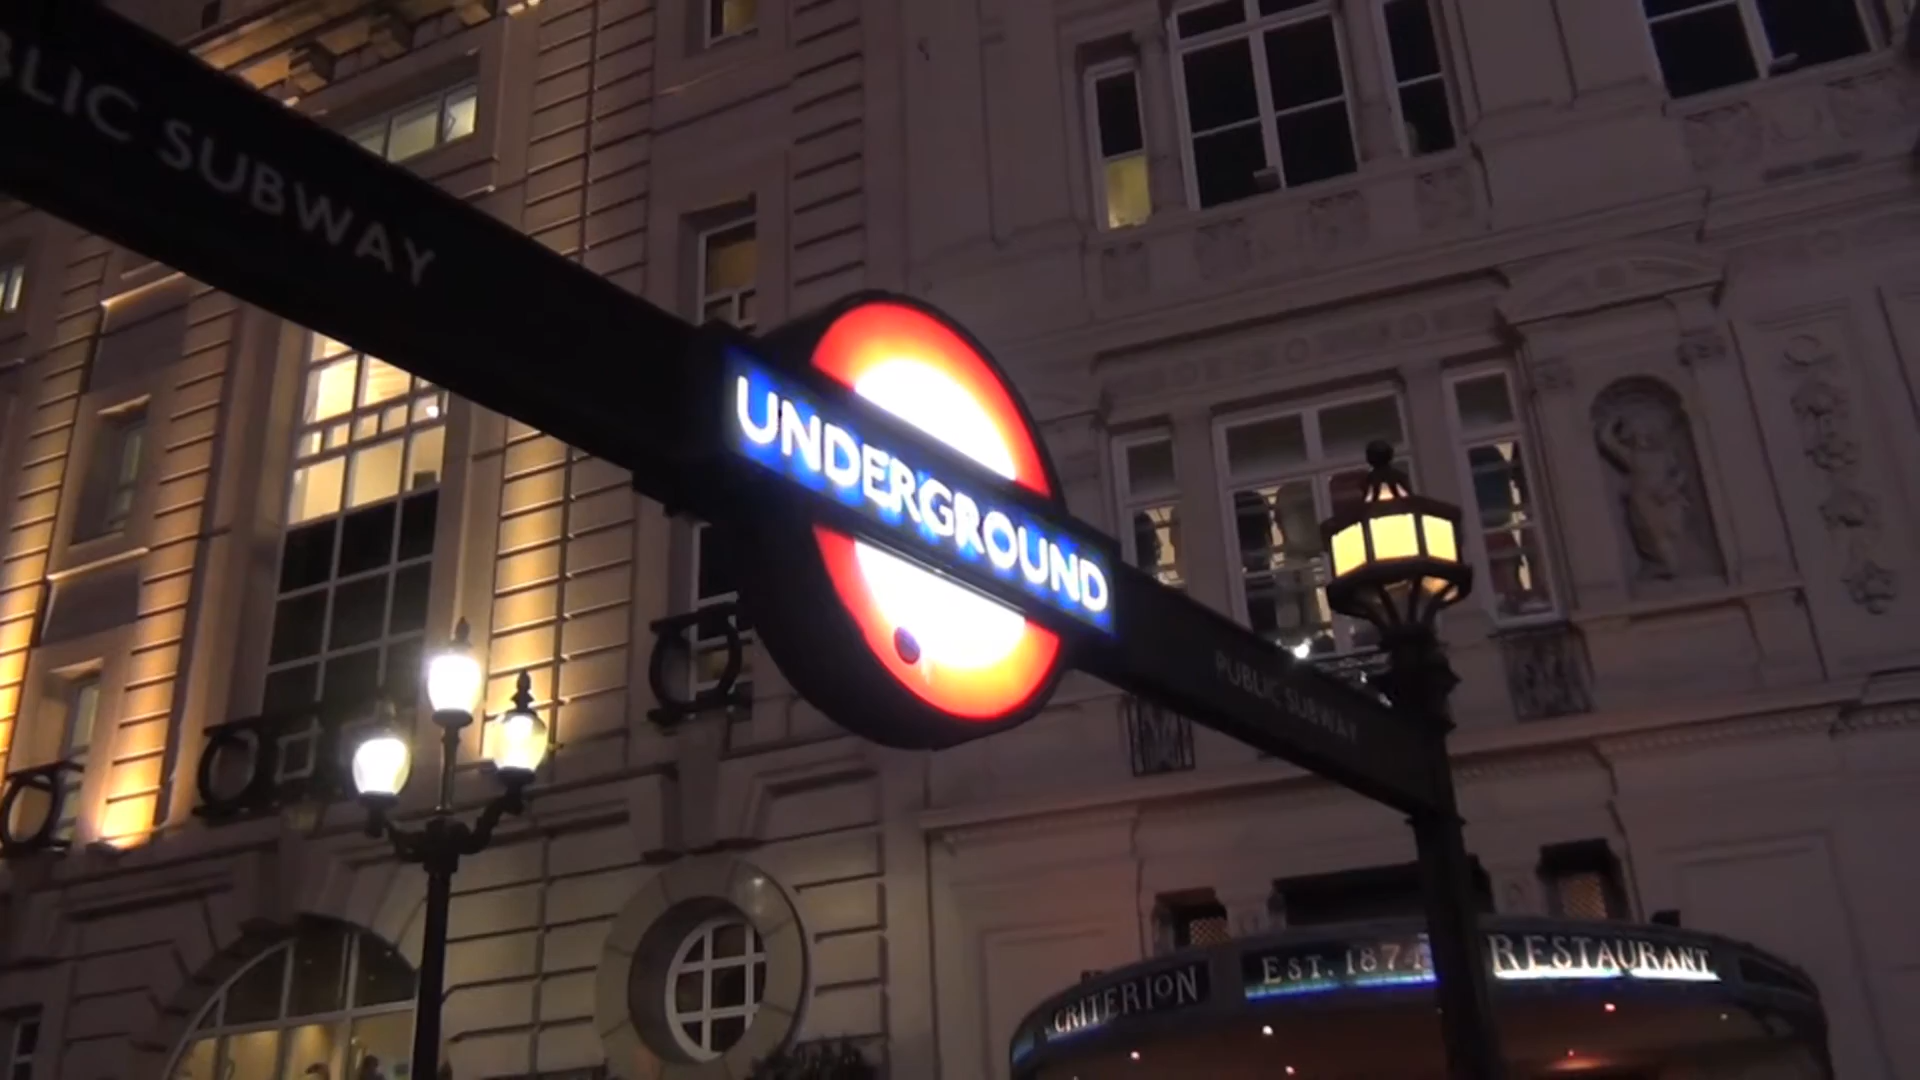 BLIC SUBWAY
UNDERGROUND
PUBLIC SUBWAY
CRITERION EST. 1874 RESTAURANT